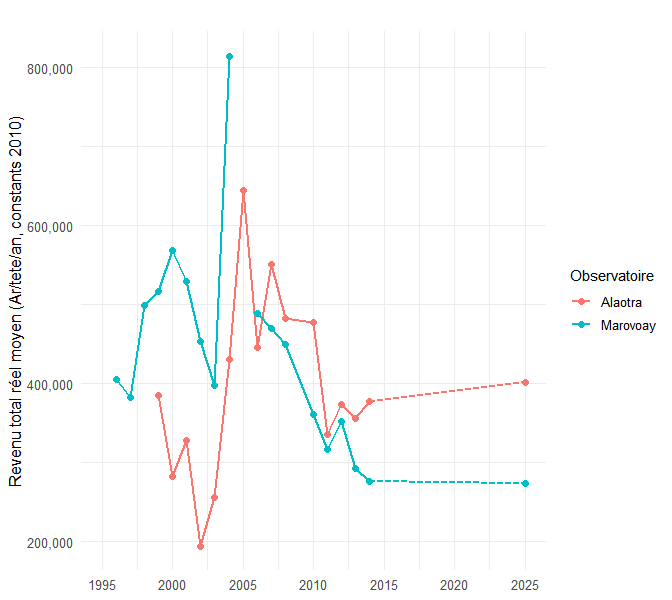 Revenu total réel moyen (Ar/tete/an, constants 2010)
800,000
600,000
400,000
200,000
1995 2000 2005 2010 2014 2020 2025
Observatoire
Alaotra
Marovoay